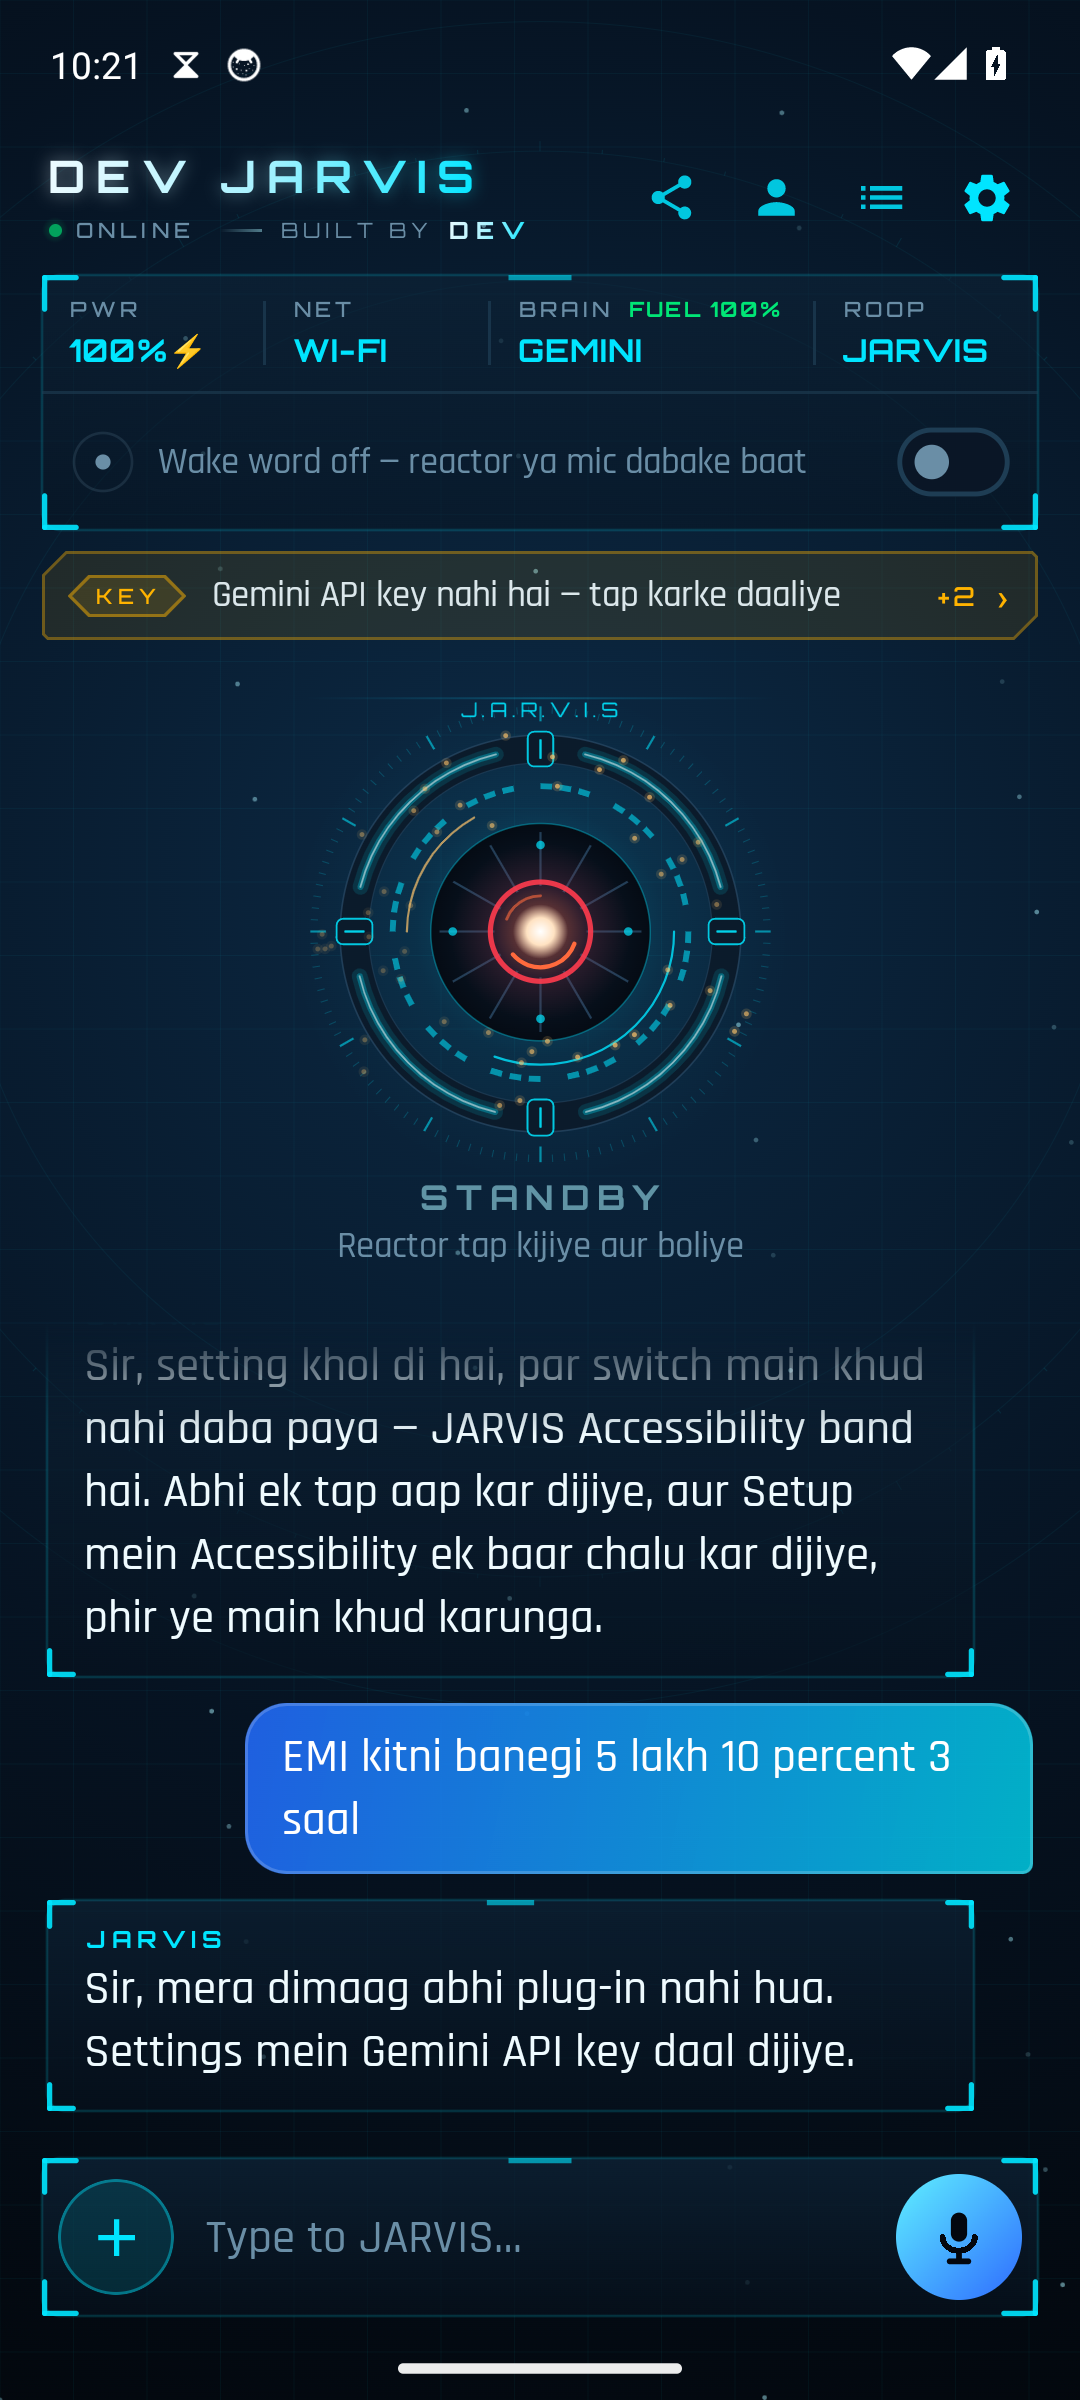 10:21
DEV JARVIS
ONLINE — BUILT BY DEV
PWR NET BRAIN FUEL 100% ROOP
100%⚡ WI-FI GEMINI JARVIS
Wake word off – reactor ya mic dabake baat
KEY Gemini API key nahi hai – tap karke daaliye +2 ›
J.A.R.V.I.S
STANDBY
Reactor tap kijiye aur boliye
Sir, setting khol di hai, par switch main khud
nahi daba paya – JARVIS Accessibility band
hai. Abhi ek tap aap kar dijiye, aur Setup
mein Accessibility ek baar chalu kar dijiye,
phir ye main khud karunga.
EMI kitni banegi 5 lakh 10 percent 3
saal
JARVIS
Sir, mera dimaag abhi plug-in nahi hua.
Settings mein Gemini API key daal dijiye.
Type to JARVIS...